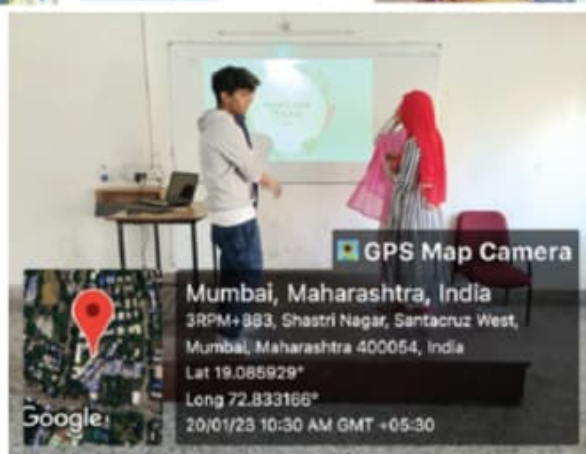 GPS Map Camera
Mumbai, Maharashtra, India
3RPM+883, Shastri Nagar, Santacruz West,
Mumbai, Maharashtra 400054, India
Lat 19.085929°
Long 72.833166°
20/01/23 10:30 AM GMT +05:30
Google